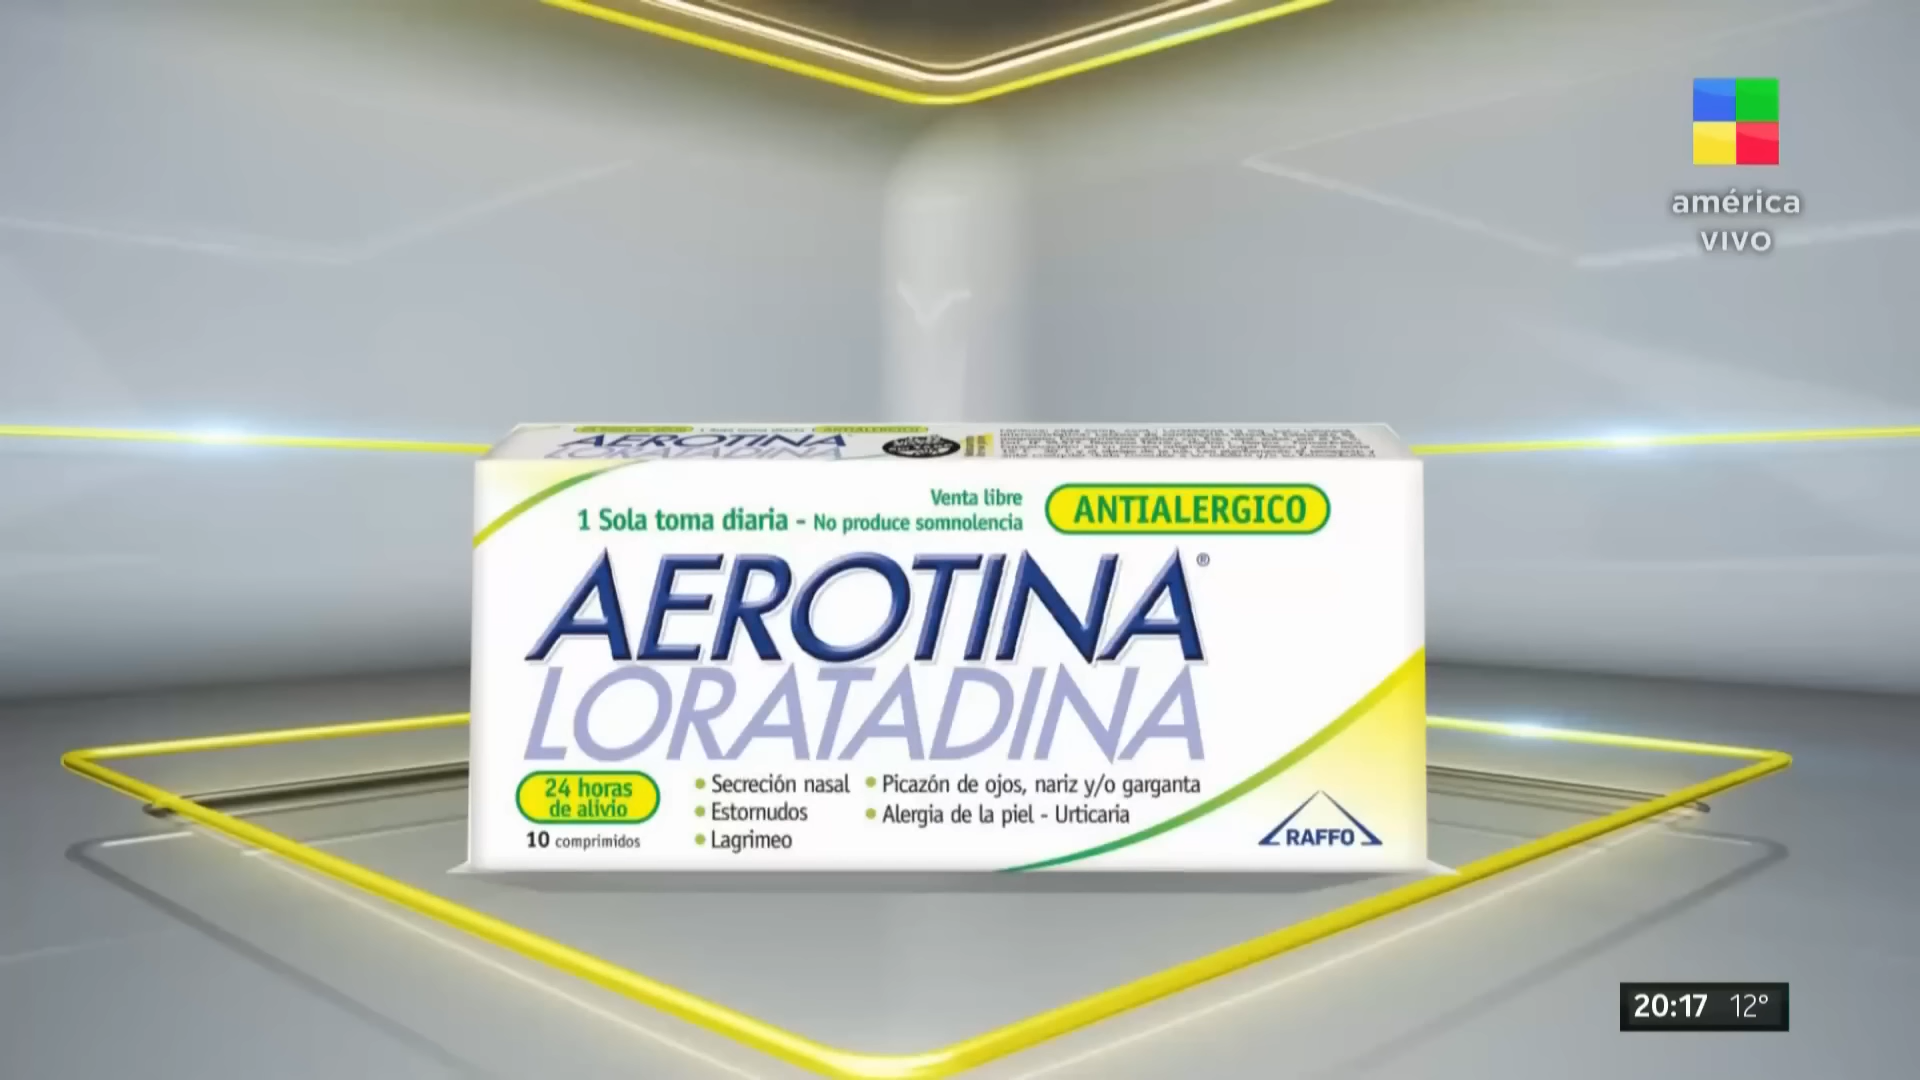 américa
VIVO
AEROTINA
LORATADINA
Venta libre
1 Sola toma diaria - No produce somnolencia
ANTIALERGICO
AEROTINA®
LORATADINA
24 horas
de alivio
10 comprimidos
• Secreción nasal
• Estornudos
• Lagrimeo
• Picazón de ojos, nariz y/o garganta
• Alergia de la piel - Urticaria
RAFFO
20:17 12°